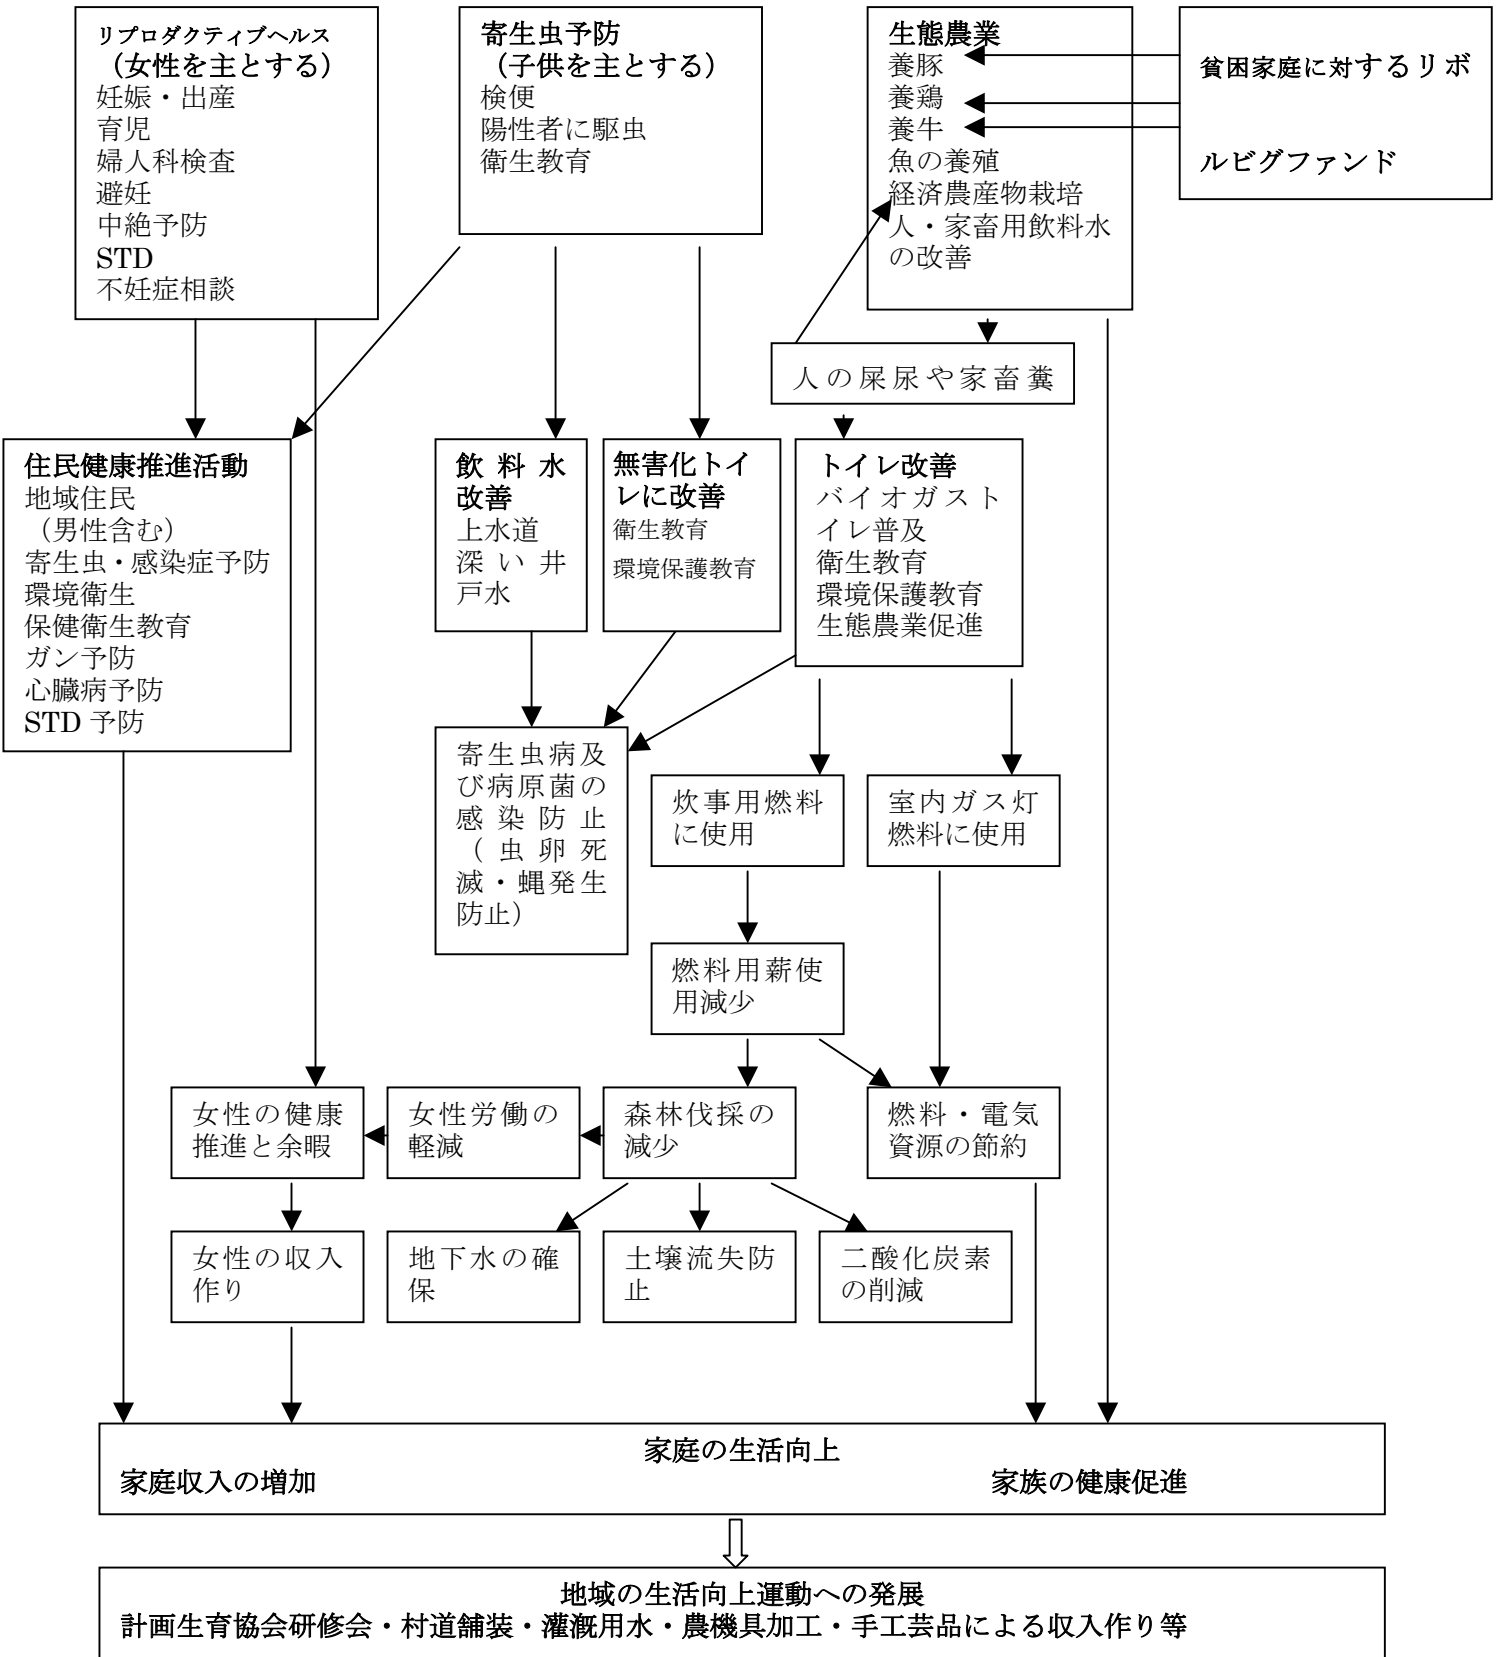 リプロダクティブヘルス
（女性を主とする）
妊娠・出産
育児
婦人科検査
避妊
中絶予防
STD
不妊症相談
寄生虫予防
（子供を主とする）
検便
陽性者に駆虫
衛生教育
生態農業
養豚
養鶏
養牛
魚の養殖
経済農産物栽培
人・家畜用飲料水
の改善
貧困家庭に対するリボ
ルビグファンド
人の屎尿や家畜糞
住民健康推進活動
地域住民
（男性含む）
寄生虫・感染症予防
環境衛生
保健衛生教育
ガン予防
心臓病予防
STD 予防
飲料水
改善
上水道
深い井
戸水
無害化トイ
レに改善
衛生教育
環境保護教育
トイレ改善
バイオガスト
イレ普及
衛生教育
環境保護教育
生態農業促進
寄生虫病及
び病原菌の
感染防止
（虫卵死
滅・蝿発生
防止）
炊事用燃料
に使用
室内ガス灯
燃料に使用
燃料用薪使
用減少
女性の健康
推進と余暇
女性労働の
軽減
森林伐採の
減少
燃料・電気
資源の節約
女性の収入
作り
地下水の確
保
土壌流失防
止
二酸化炭素
の削減
家庭の生活向上
家庭収入の増加 家族の健康促進
地域の生活向上運動への発展
計画生育協会研修会・村道舗装・灌漑用水・農機具加工・手工芸品による収入作り等